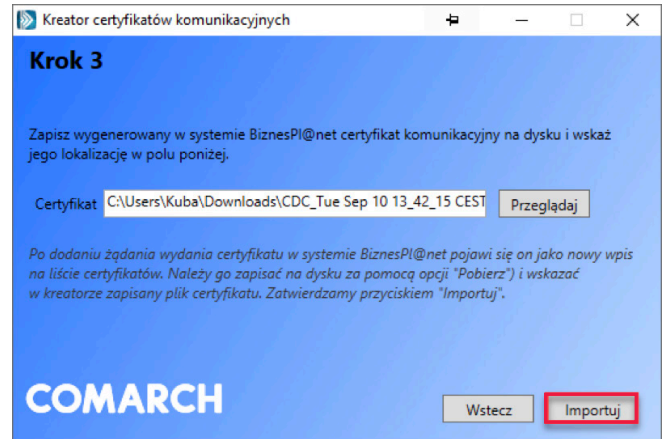 Kreator certyfikatów komunikacyjnych
Krok 3
Zapisz wygenerowany w systemie BiznesPl@net certyfikat komunikacyjny na dysku i wskaż
jego lokalizację w polu poniżej.
Certyfikat C:\Users\Kuba\Downloads\CDC_Tue Sep 10 13_42_15 CEST Przeglądaj
Po dodaniu żądania wydania certyfikatu w systemie BiznesPl@net pojawi się on jako nowy wpis
na liście certyfikatów. Należy go zapisać na dysku za pomocą opcji "Pobierz") i wskazać
w kreatorze zapisany plik certyfikatu. Zatwierdzamy przyciskiem "Importuj".
COMARCH
Wstecz Importuj